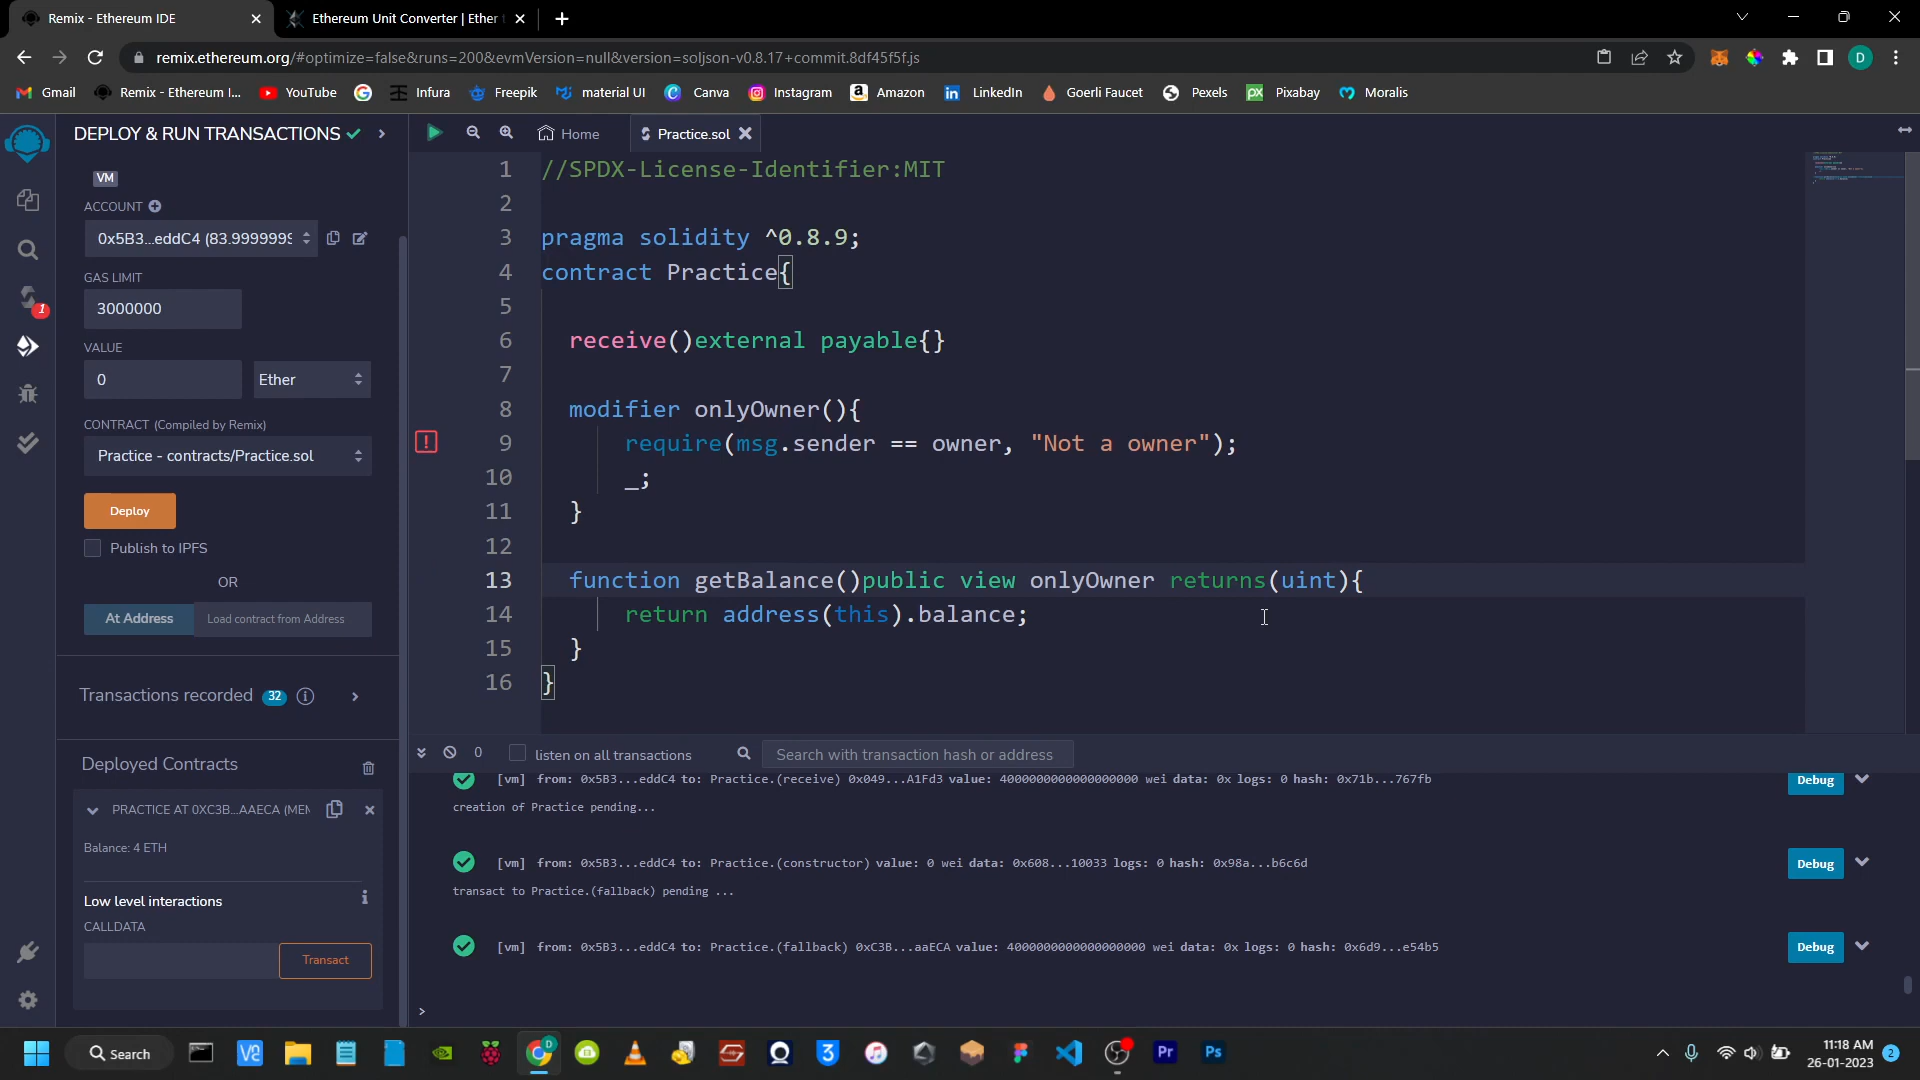 Remix - Ethereum IDE
Ethereum Unit Converter | Ether
remix.ethereum.org/#optimize=false&runs=200&evmVersion=null&version=soljson-v0.8.17+commit.8df45f5f.js
D
Gmail
Remix - Ethereum I...
YouTube
Infura
Freepik
material UI
Canva
Instagram
Amazon
LinkedIn
Goerli Faucet
Pexels
Pixabay
Moralis
DEPLOY & RUN TRANSACTIONS
VM
ACCOUNT
0x5B3...eddC4 (83.9999999
GAS LIMIT
3000000
VALUE
0
Ether
CONTRACT (Compiled by Remix)
Practice - contracts/Practice.sol
Deploy
Publish to IPFS
OR
At Address
Load contract from Address
Transactions recorded 32
Deployed Contracts
PRACTICE AT 0XC3B...AAECA (MEM
Balance: 4 ETH
Low level interactions
CALLDATA
Transact
1
Home
Practice.sol
1 //SPDX-License-Identifier:MIT
2
3 pragma solidity ^0.8.9;
4 contract Practice{
5
6 receive()external payable{}
7
8 modifier onlyOwner(){
9 require(msg.sender == owner, "Not a owner");
10 _;
11 }
12
13 function getBalance()public view onlyOwner returns(uint){
14 return address(this).balance;
15 }
16 }
0
listen on all transactions
Search with transaction hash or address
[vm] from: 0x5B3...eddC4 to: Practice.(receive) 0x049...A1Fd3 value: 4000000000000000000 wei data: 0x logs: 0 hash: 0x71b...767fb
Debug
creation of Practice pending...
[vm] from: 0x5B3...eddC4 to: Practice.(constructor) value: 0 wei data: 0x608...10033 logs: 0 hash: 0x98a...b6c6d
Debug
transact to Practice.(fallback) pending ...
[vm] from: 0x5B3...eddC4 to: Practice.(fallback) 0xC3B...aaECA value: 4000000000000000000 wei data: 0x logs: 0 hash: 0x6d9...e54b5
Debug
>
Search
D
3
Pr
Ps
11:18 AM
26-01-2023
2